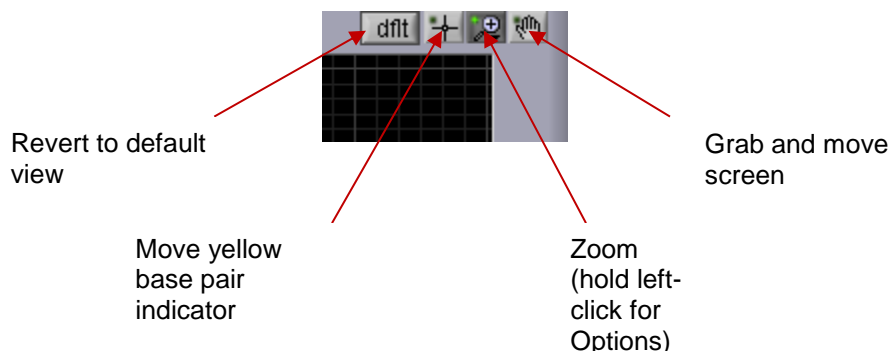 dflt
Revert to default
view
Grab and move
screen
Move yellow
base pair
indicator
Zoom
(hold left-
click for
Options)